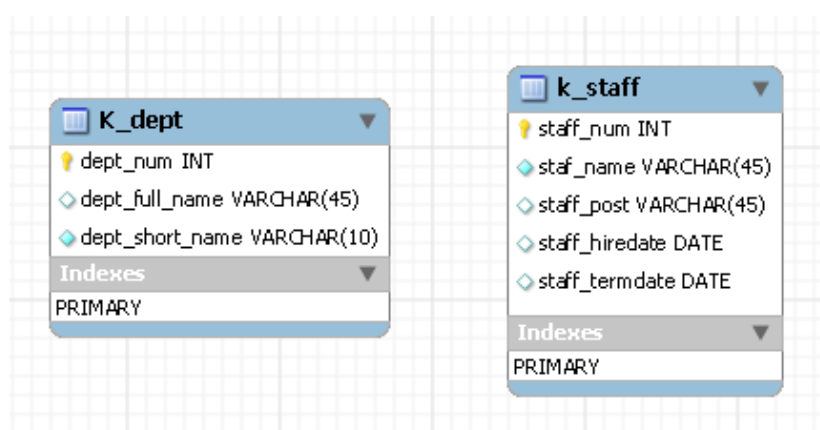 K_dept
dept_num INT
dept_full_name VARCHAR(45)
dept_short_name VARCHAR(10)
Indexes
PRIMARY
k_staff
staff_num INT
staf_name VARCHAR(45)
staff_post VARCHAR(45)
staff_hiredate DATE
staff_termdate DATE
Indexes
PRIMARY